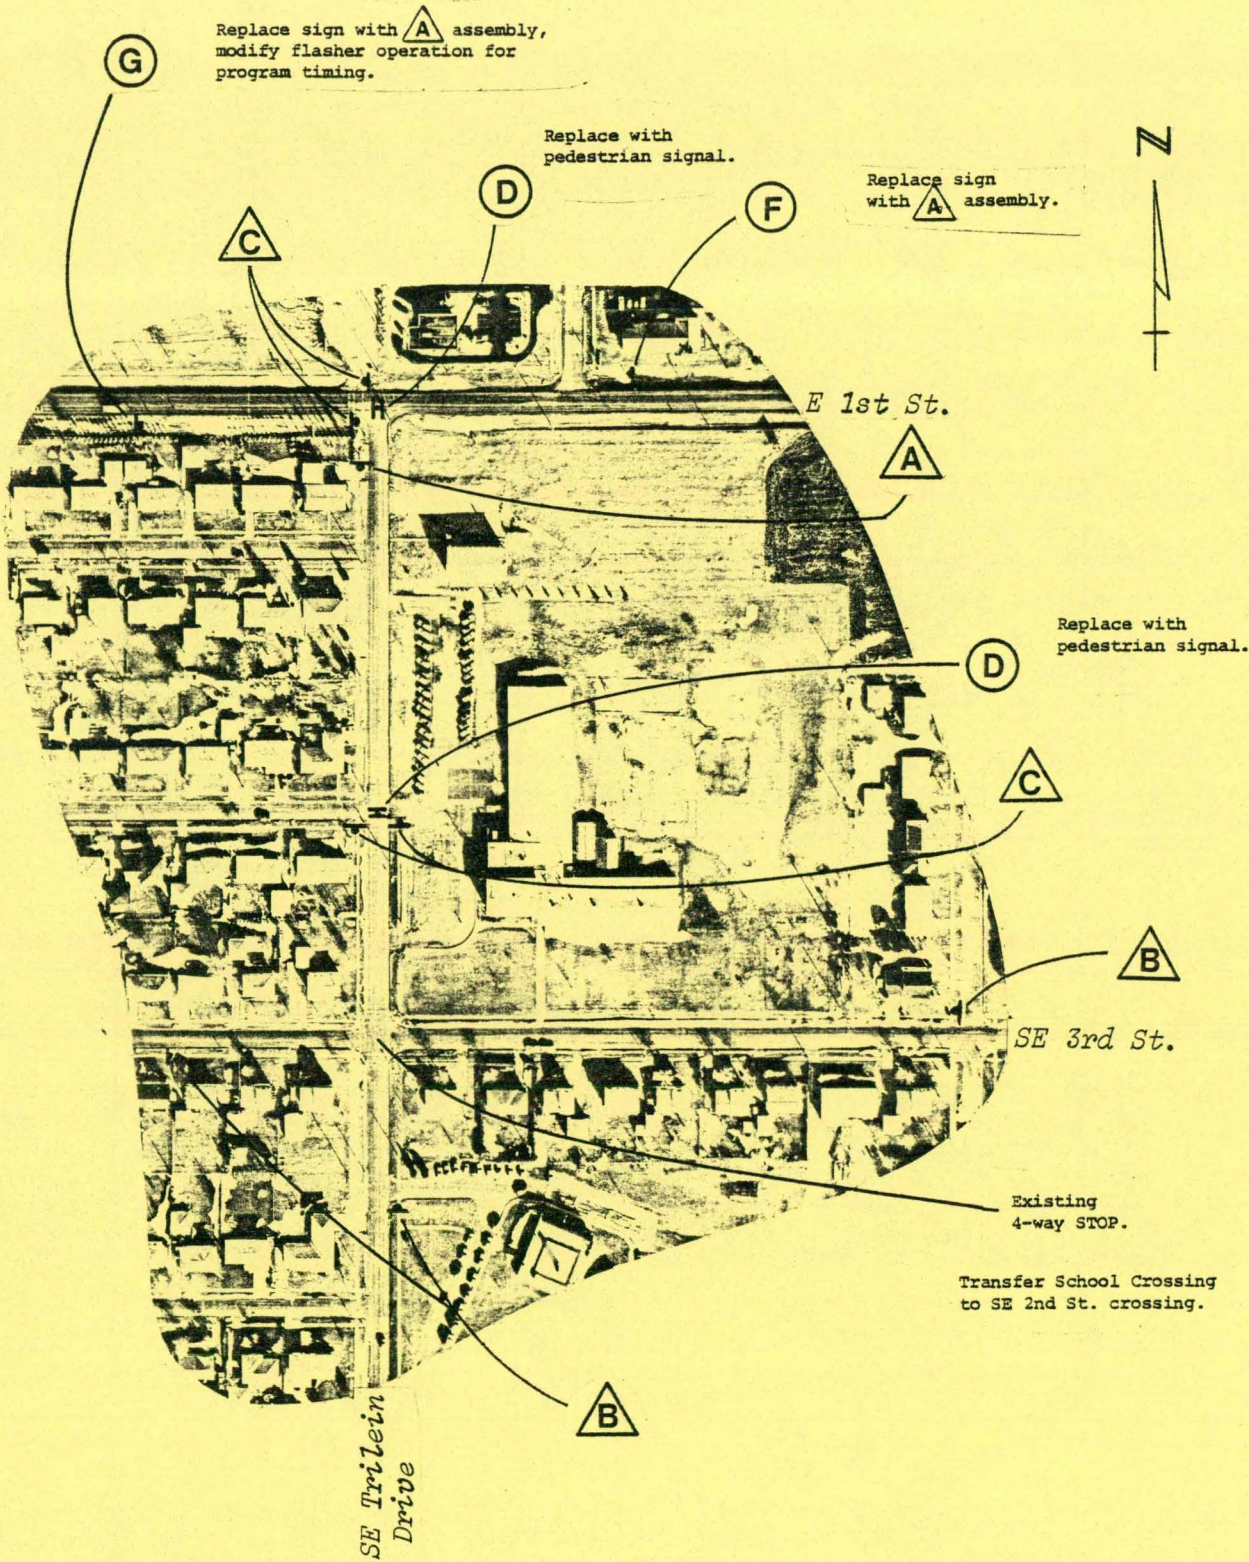 G
Replace sign with A assembly,
modify flasher operation for
program timing.
Replace with
pedestrian signal.
D
F
Replace sign
with A assembly.
N
C
E 1st St.
A
Replace with
pedestrian signal.
D
C
B
SE 3rd St.
Existing
4-way STOP.
Transfer School Crossing
to SE 2nd St. crossing.
B
SE Trilein
Drive